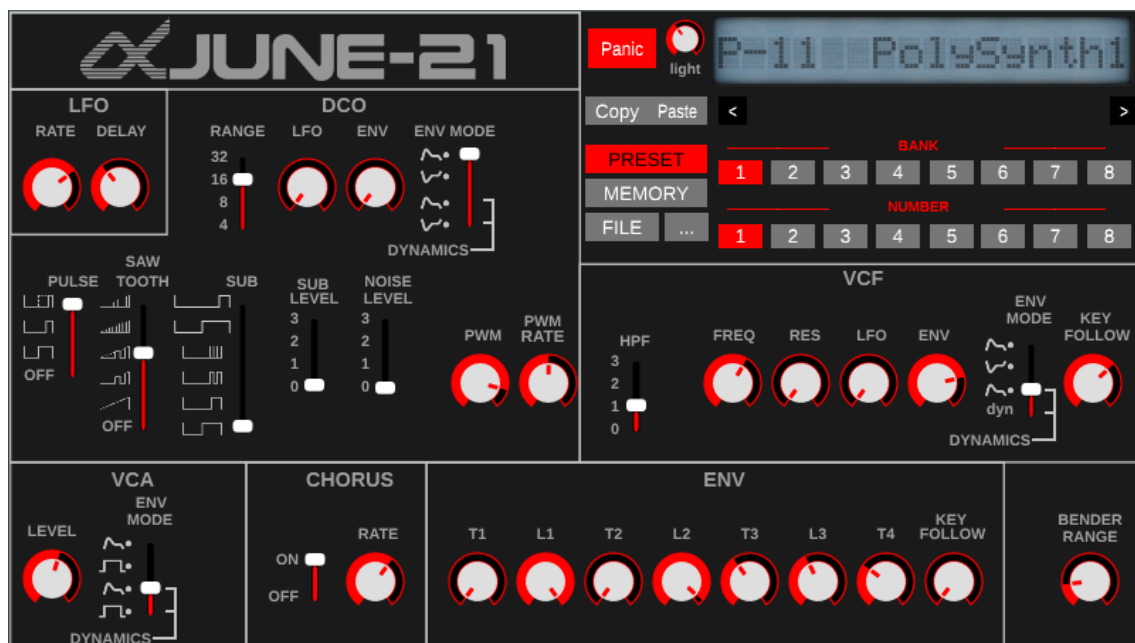 αJUNE-21
Panic
light
P-11 PolySynth1
Copy Paste
< >
PRESET
MEMORY
FILE ...
BANK
1 2 3 4 5 6 7 8
NUMBER
1 2 3 4 5 6 7 8
LFO
RATE DELAY
DCO
RANGE LFO ENV ENV MODE
32
16
8
4
DYNAMICS
PULSE
OFF
SAW
TOOTH
OFF
SUB
SUB
LEVEL
3
2
1
0
NOISE
LEVEL
3
2
1
0
PWM
PWM
RATE
VCF
HPF
3
2
1
0
FREQ RES LFO ENV
ENV
MODE
dyn
DYNAMICS
KEY
FOLLOW
VCA
LEVEL
ENV
MODE
DYNAMICS
CHORUS
ON
OFF
RATE
ENV
T1 L1 T2 L2 T3 L3 T4
KEY
FOLLOW
BENDER
RANGE